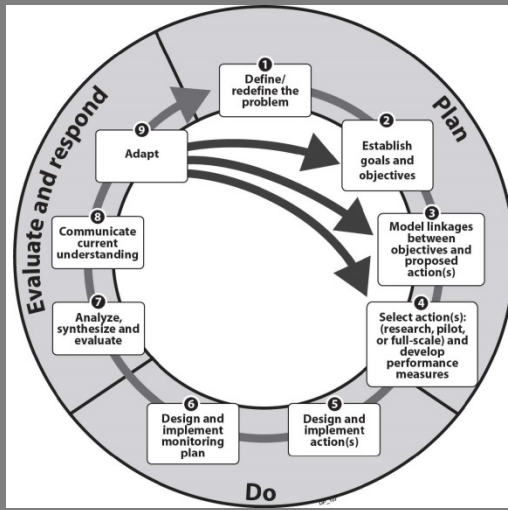 Plan
1
Define/
redefine the
problem
2
Establish
goals and
objectives
3
Model linkages
between
objectives and
proposed
action(s)
4
Select action(s):
(research, pilot,
or full-scale) and
develop
performance
measures
Do
5
Design and
implement
action(s)
6
Design and
implement
monitoring
plan
Evaluate and respond
7
Analyze,
synthesize and
evaluate
8
Communicate
current
understanding
9
Adapt